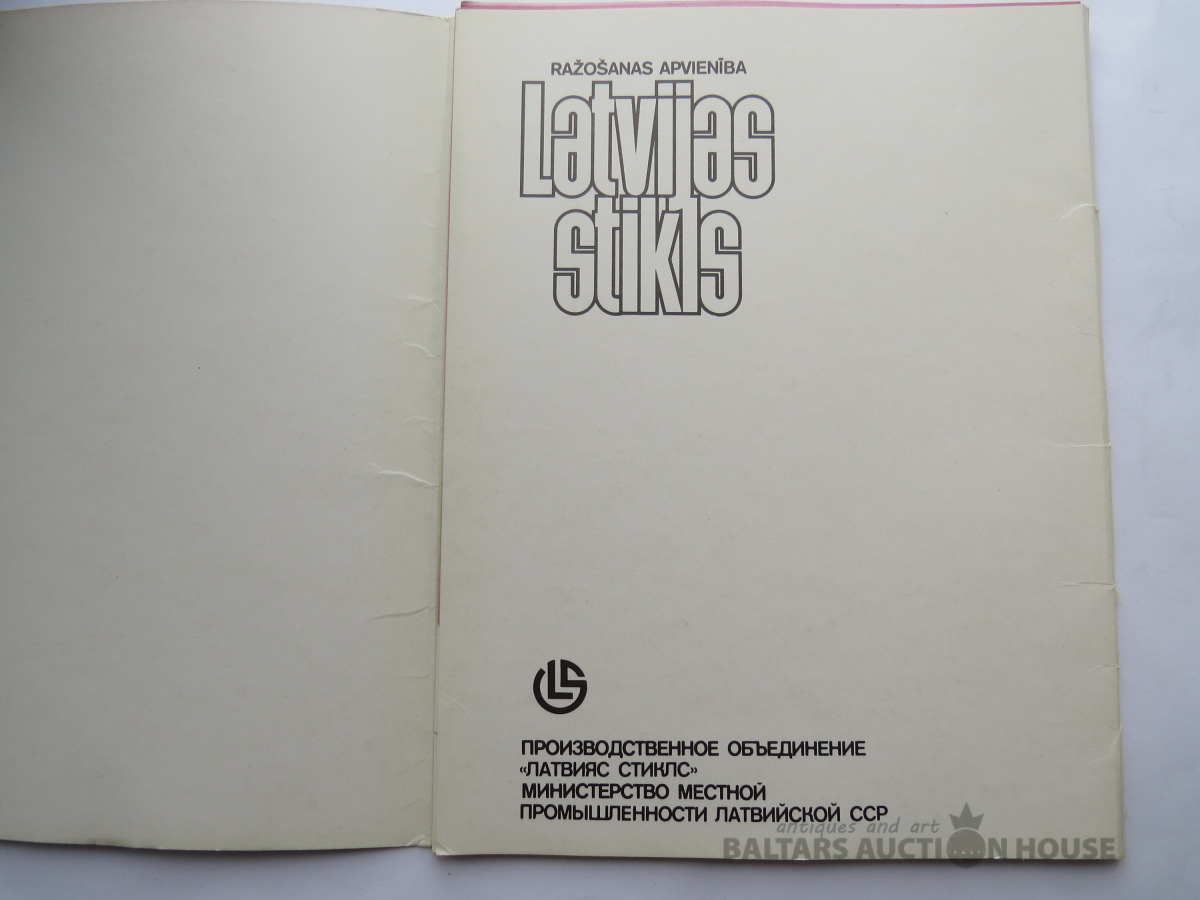 RAŽOŠANAS APVIENĪBA
Latvijas
stikls
LS
ПРОИЗВОДСТВЕННОЕ ОБЪЕДИНЕНИЕ
«ЛАТВИЯС СТИКЛС»
МИНИСТЕРСТВО МЕСТНОЙ
ПРОМЫШЛЕННОСТИ ЛАТВИЙСКОЙ ССР
antiques and art
BALTARS AUCTION HOUSE